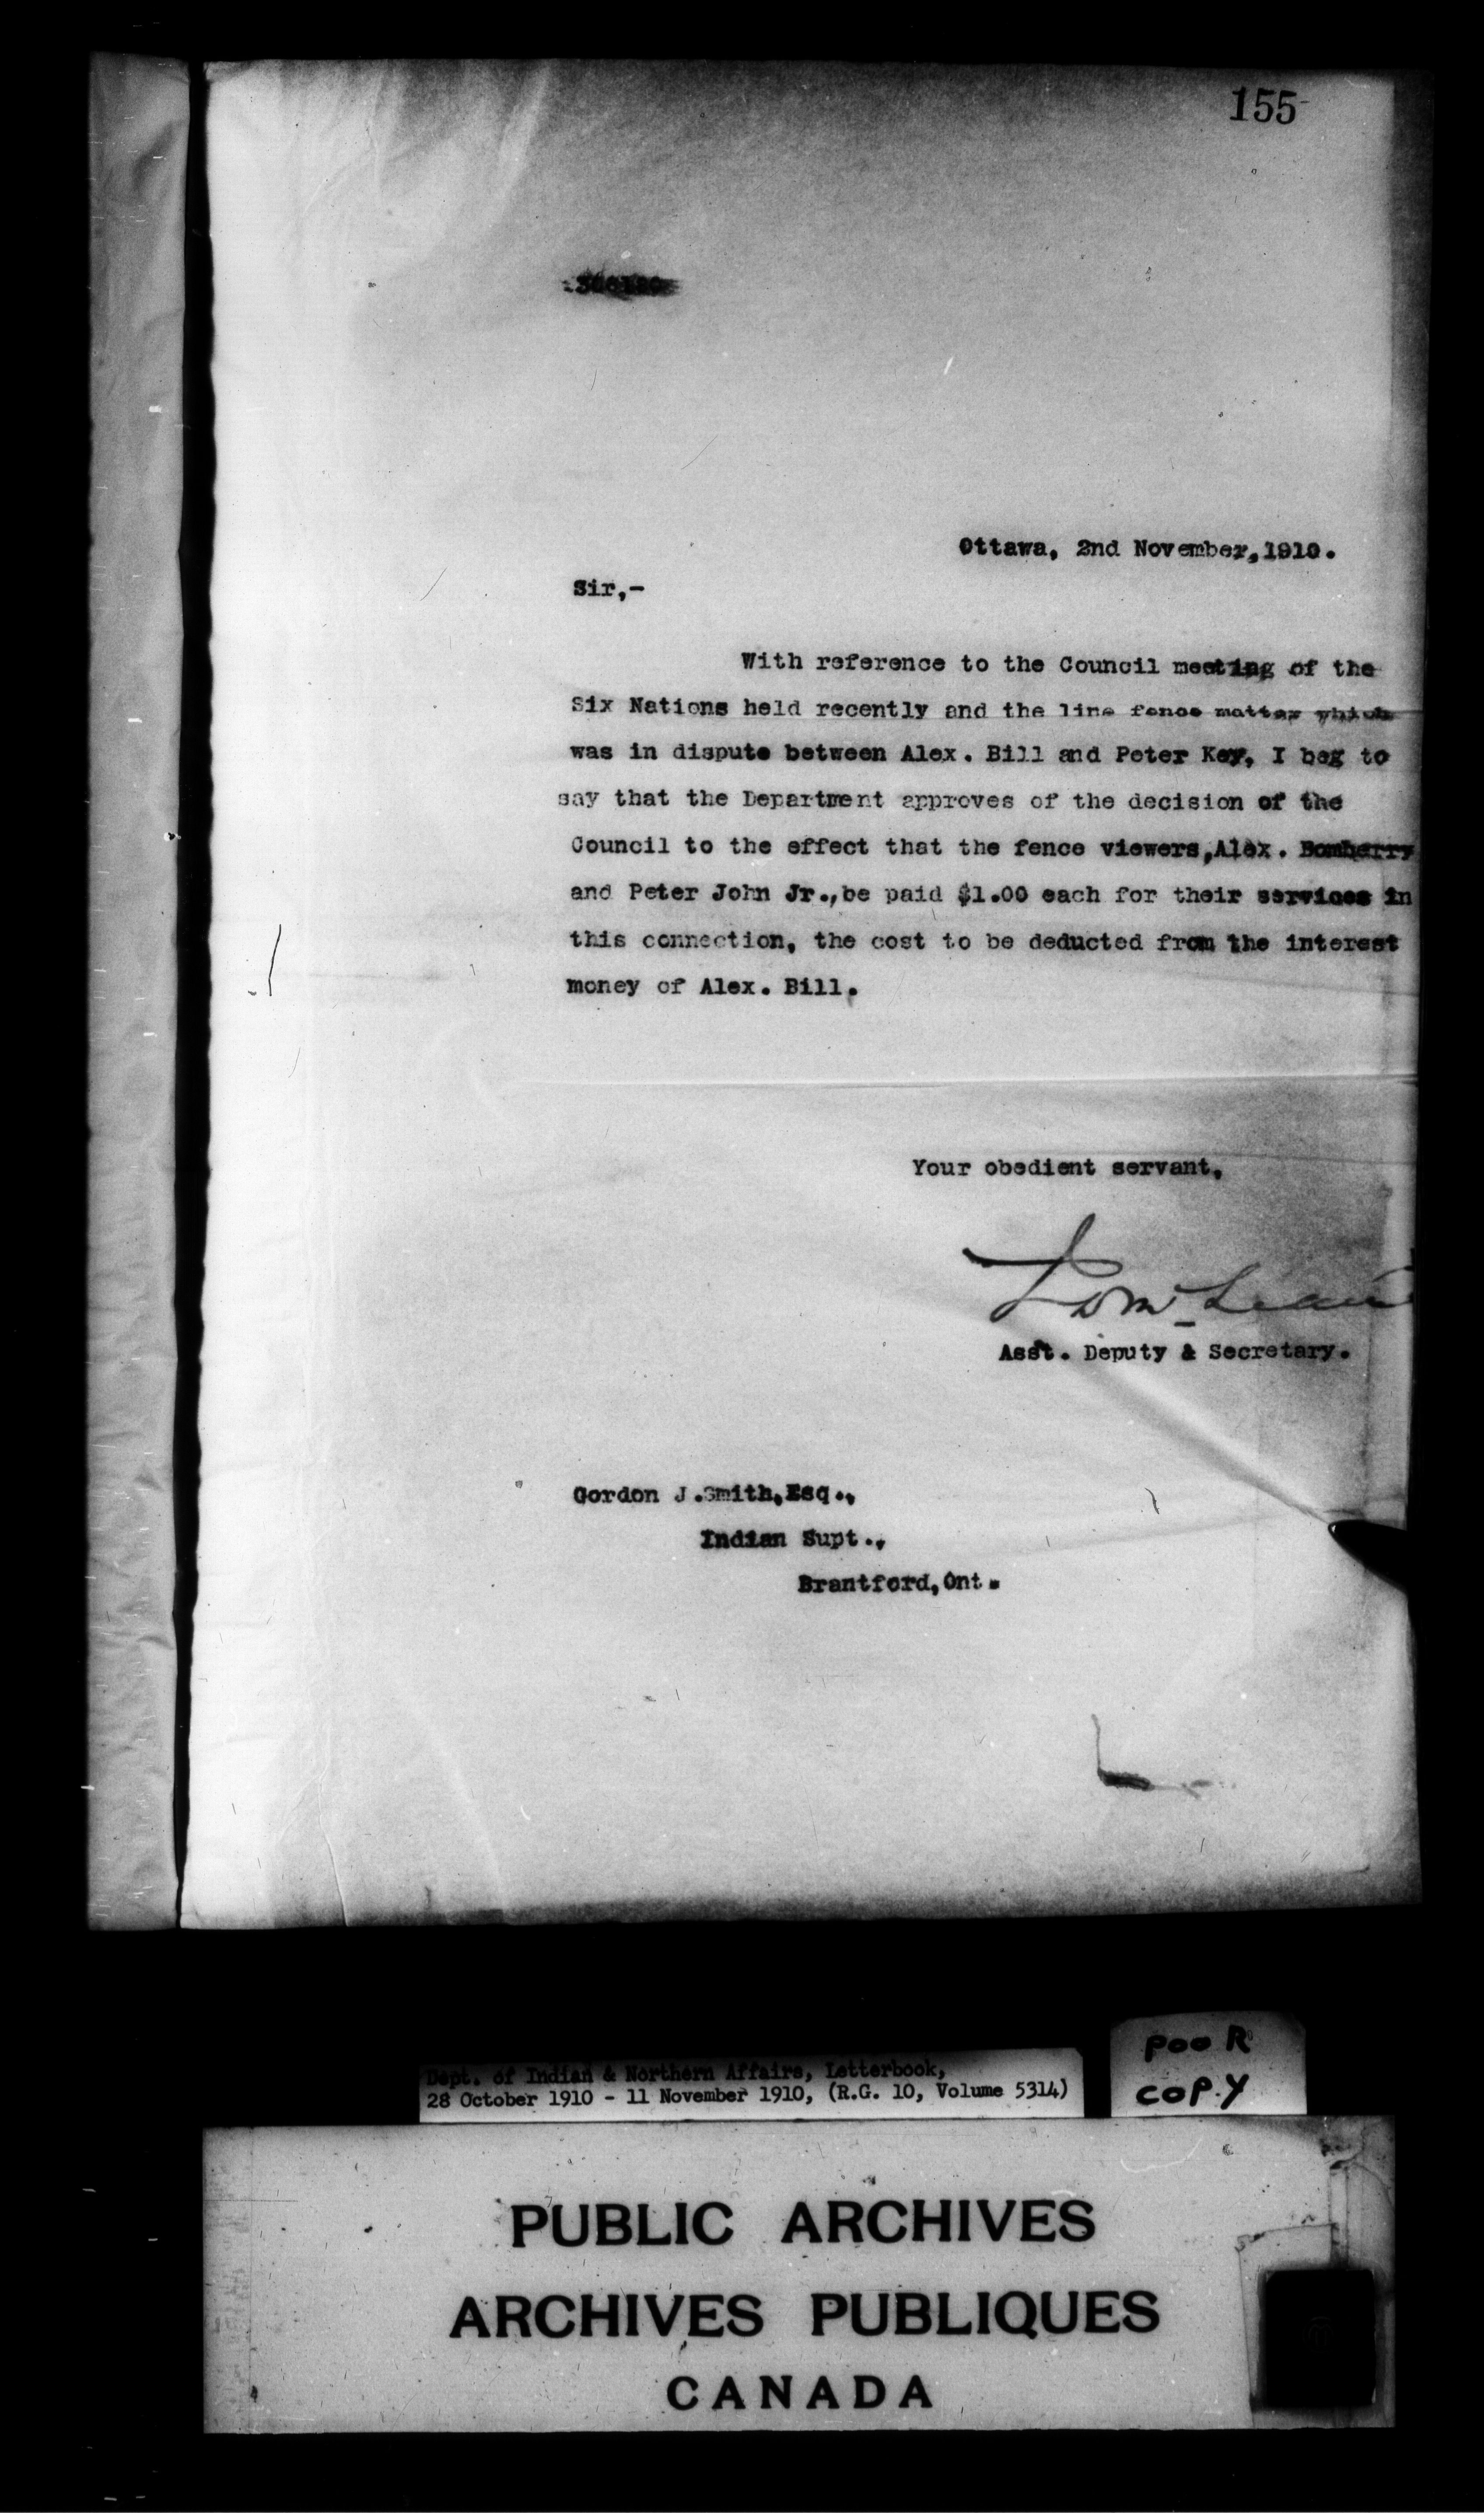 155
Ottawa, 2nd November,1910.
Sir,-
With reference to the Council meeting of the
Six Nations held recently and the line fence matter which
was in dispute between Alex. Bill and Peter Key, I beg to
say that the Department approves of the decision of the
Council to the effect that the fence viewers,Alex. Bomberry
and Peter John Jr.,be paid $1.00 each for their services in
this connection, the cost to be deducted from the interest
money of Alex. Bill.
Your obedient servant,
Asst. Deputy & Secretary.
Gordon J.Smith,Esq.,
Indian Supt.,
Brantford,Ont.
Dept. of Indian & Northern Affairs, Letterbook,
28 October 1910 - 11 November 1910, (R.G. 10, Volume 5314)
POOR
COPY
PUBLIC ARCHIVES
ARCHIVES PUBLIQUES
CANADA